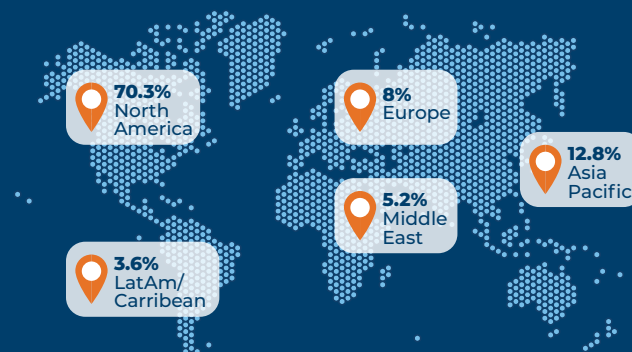 70.3%
North
America
8%
Europe
12.8%
Asia
Pacific
5.2%
Middle
East
3.6%
LatAm/
Carribean